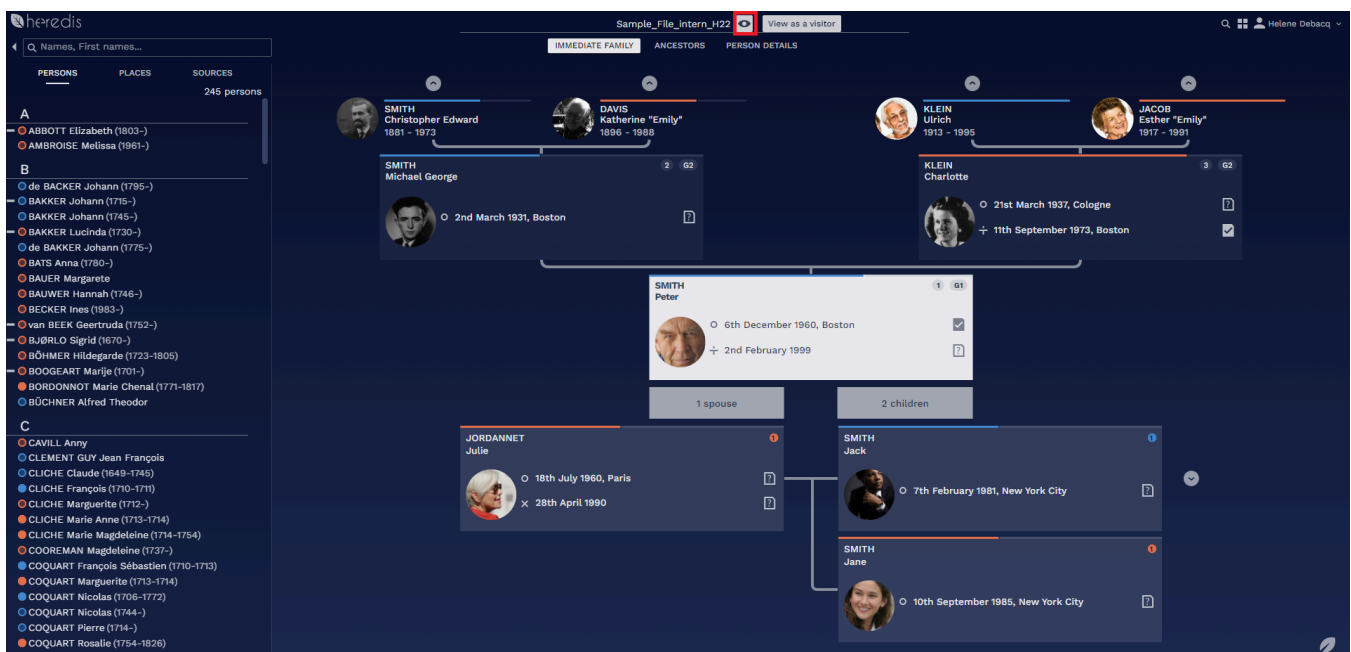 heredis
Sample_File_intern_H22
View as a visitor
Helene Debacq
Names, First names...
IMMEDIATE FAMILY
ANCESTORS
PERSON DETAILS
PERSONS
PLACES
SOURCES
245 persons
A
ABBOTT Elizabeth (1803-)
AMBROISE Melissa (1961-)
B
de BACKER Johann (1795-)
BAKKER Johann (1715-)
BAKKER Johann (1745-)
BAKKER Lucinda (1730-)
de BAKKER Johann (1775-)
BATS Anna (1780-)
BAUER Margarete
BAUWER Hannah (1746-)
BECKER Ines (1983-)
van BEEK Geertruda (1752-)
BJØRLO Sigrid (1670-)
BÖHMER Hildegarde (1723-1805)
BOOGEART Marije (1701-)
BORDONNOT Marie Chenal (1771-1817)
BÜCHNER Alfred Theodor
C
CAVILL Anny
CLEMENT GUY Jean François
CLICHE Claude (1649-1745)
CLICHE François (1710-1711)
CLICHE Marguerite (1712-)
CLICHE Marie Anne (1713-1714)
CLICHE Marie Magdeleine (1714-1754)
COOREMAN Magdeleine (1737-)
COQUART François Sébastien (1710-1713)
COQUART Marguerite (1713-1714)
COQUART Nicolas (1706-1772)
COQUART Nicolas (1744-)
COQUART Pierre (1714-)
COQUART Rosalie (1754-1826)
SMITH
Christopher Edward
1881 - 1973
DAVIS
Katherine "Emily"
1896 - 1988
KLEIN
Ulrich
1913 - 1995
JACOB
Esther "Emily"
1917 - 1991
SMITH
2 G2
Michael George
2nd March 1931, Boston
?
KLEIN
3 G2
Charlotte
21st March 1937, Cologne
?
11th September 1973, Boston
SMITH
1 G1
Peter
6th December 1960, Boston
2nd February 1999
?
1 spouse
2 children
JORDANNET
1
Julie
18th July 1960, Paris
?
28th April 1990
?
SMITH
1
Jack
7th February 1981, New York City
?
SMITH
1
Jane
10th September 1985, New York City
?